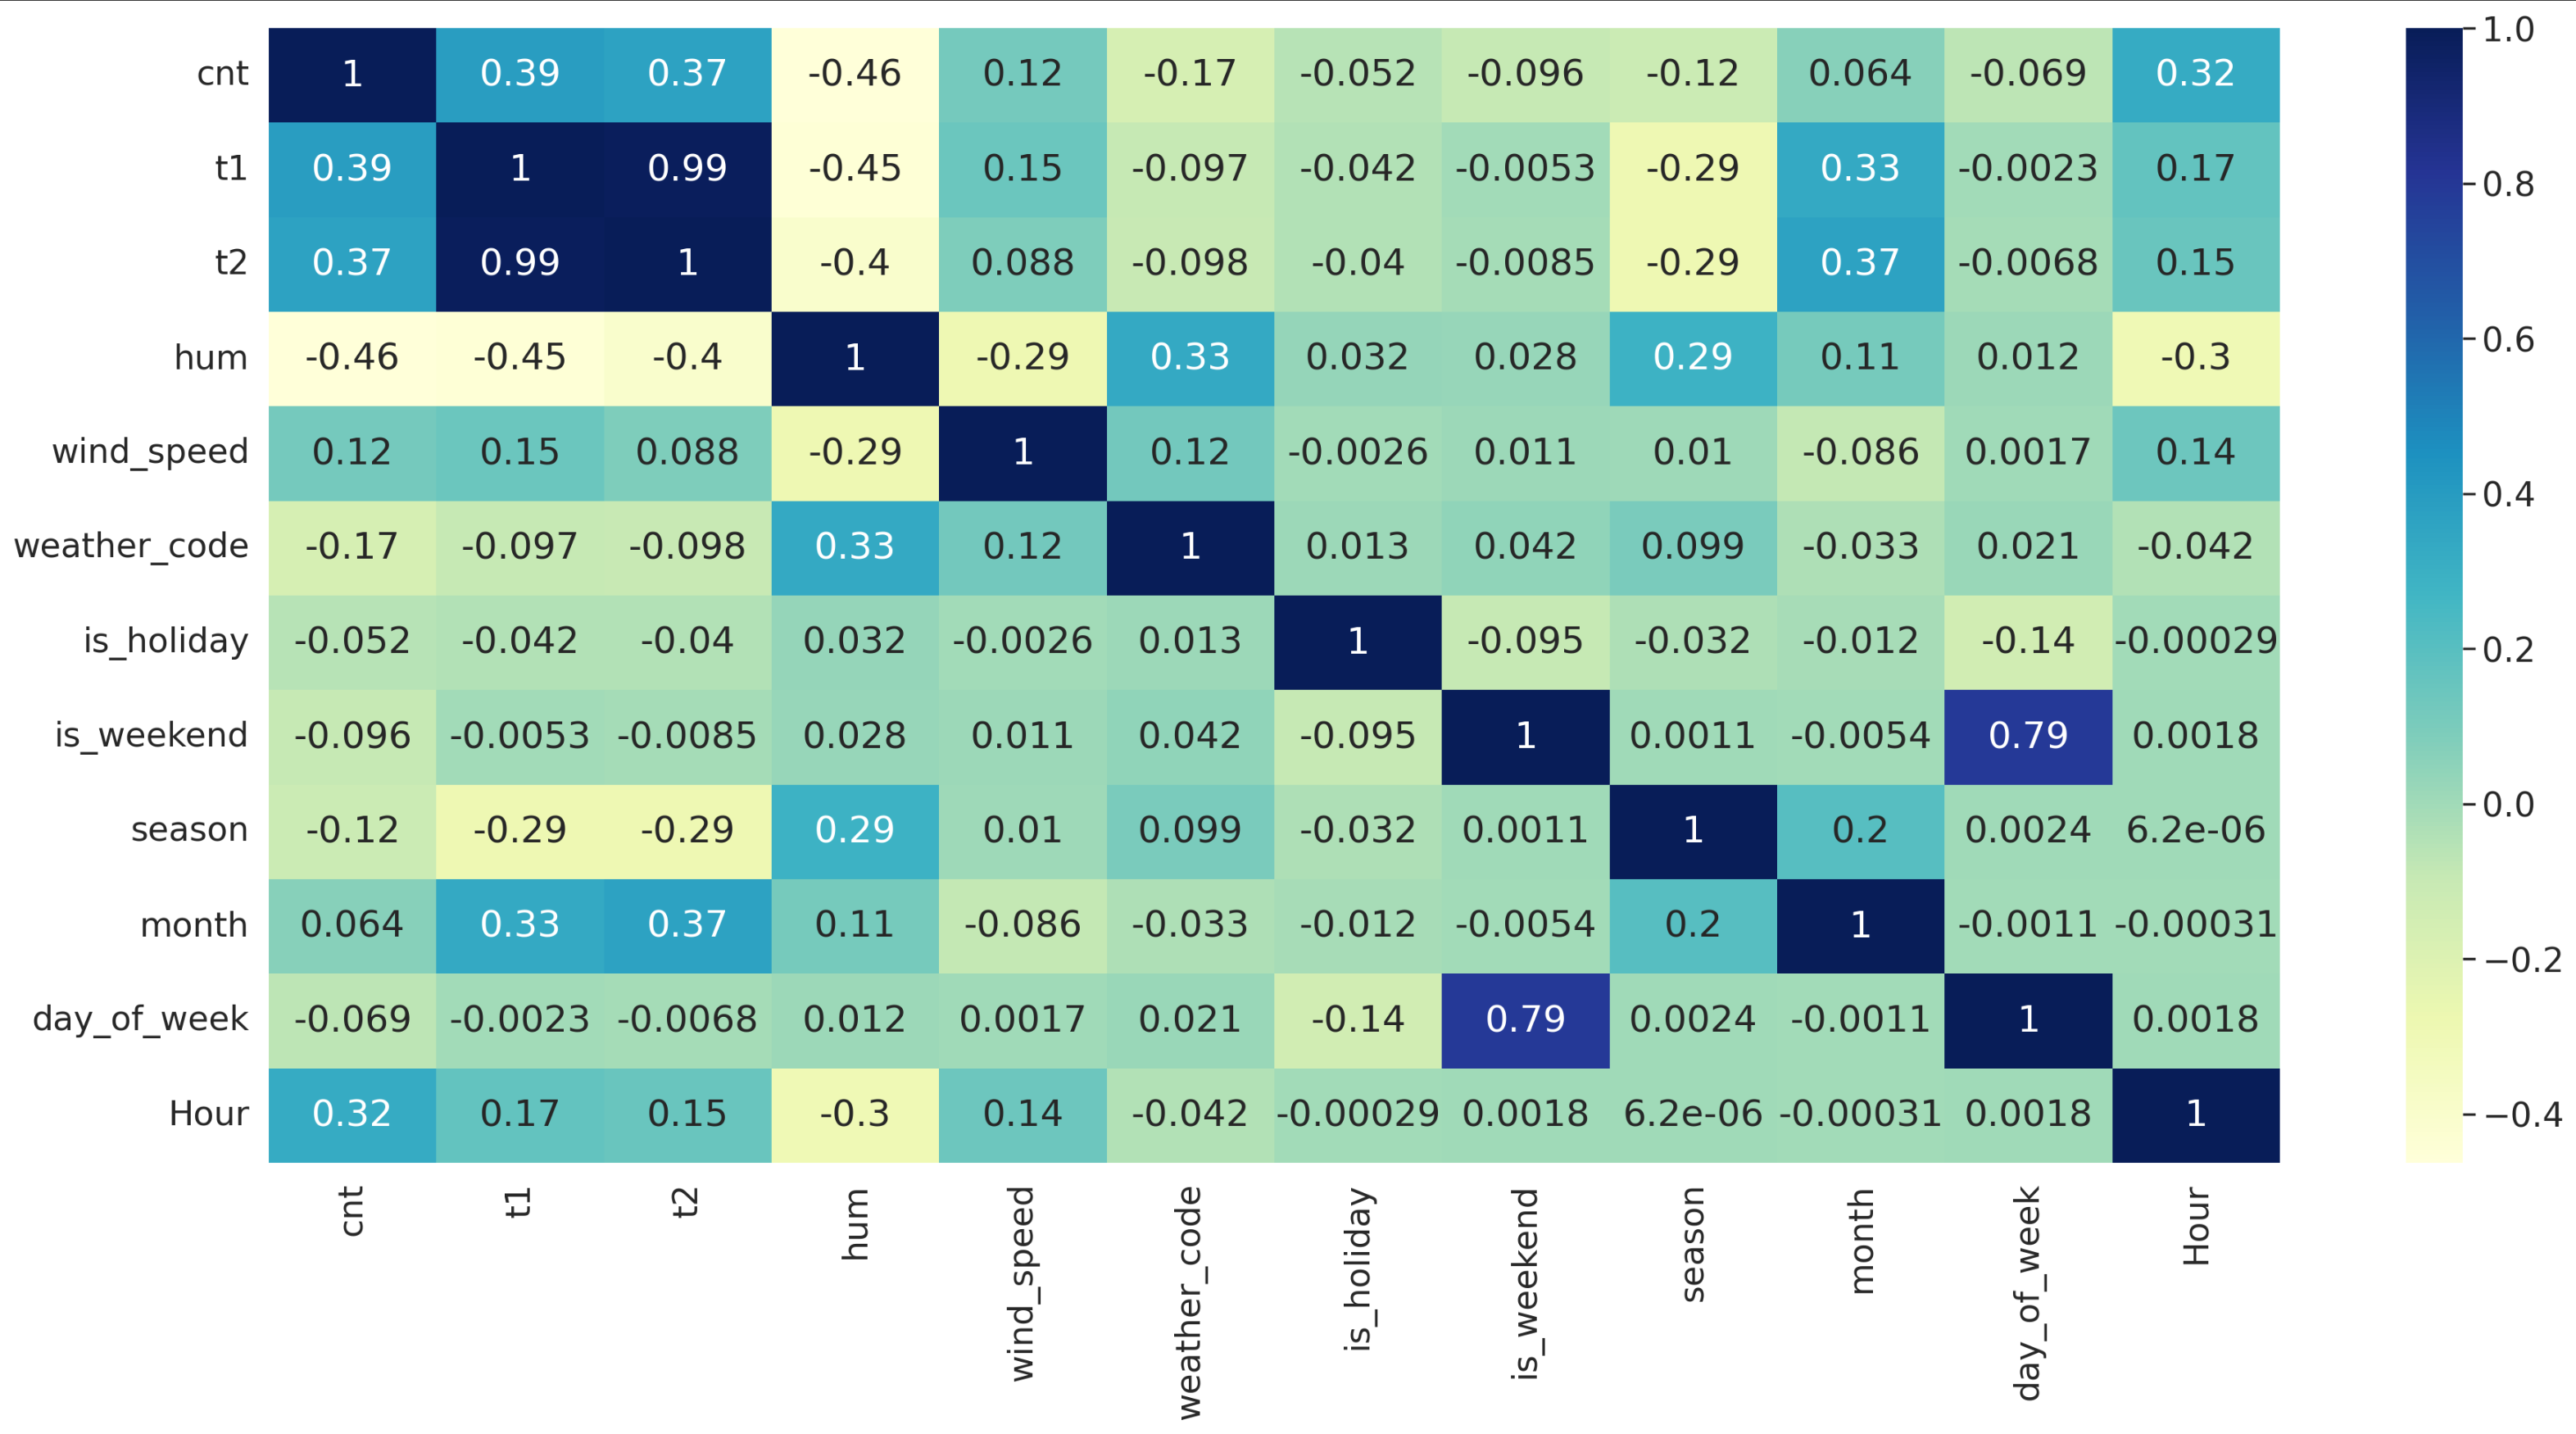 cnt 1 0.39 0.37 -0.46 0.12 -0.17 -0.052 -0.096 -0.12 0.064 -0.069 0.32
t1 0.39 1 0.99 -0.45 0.15 -0.097 -0.042 -0.0053 -0.29 0.33 -0.0023 0.17
t2 0.37 0.99 1 -0.4 0.088 -0.098 -0.04 -0.0085 -0.29 0.37 -0.0068 0.15
hum -0.46 -0.45 -0.4 1 -0.29 0.33 0.032 0.028 0.29 0.11 0.012 -0.3
wind_speed 0.12 0.15 0.088 -0.29 1 0.12 -0.0026 0.011 0.01 -0.086 0.0017 0.14
weather_code -0.17 -0.097 -0.098 0.33 0.12 1 0.013 0.042 0.099 -0.033 0.021 -0.042
is_holiday -0.052 -0.042 -0.04 0.032 -0.0026 0.013 1 -0.095 -0.032 -0.012 -0.14 -0.00029
is_weekend -0.096 -0.0053 -0.0085 0.028 0.011 0.042 -0.095 1 0.0011 -0.0054 0.79 0.0018
season -0.12 -0.29 -0.29 0.29 0.01 0.099 -0.032 0.0011 1 0.2 0.0024 6.2e-06
month 0.064 0.33 0.37 0.11 -0.086 -0.033 -0.012 -0.0054 0.2 1 -0.0011 -0.00031
day_of_week -0.069 -0.0023 -0.0068 0.012 0.0017 0.021 -0.14 0.79 0.0024 -0.0011 1 0.0018
Hour 0.32 0.17 0.15 -0.3 0.14 -0.042 -0.00029 0.0018 6.2e-06 -0.00031 0.0018 1
cnt t1 t2 hum wind_speed weather_code is_holiday is_weekend season month day_of_week Hour
1.0
0.8
0.6
0.4
0.2
0.0
−0.2
−0.4